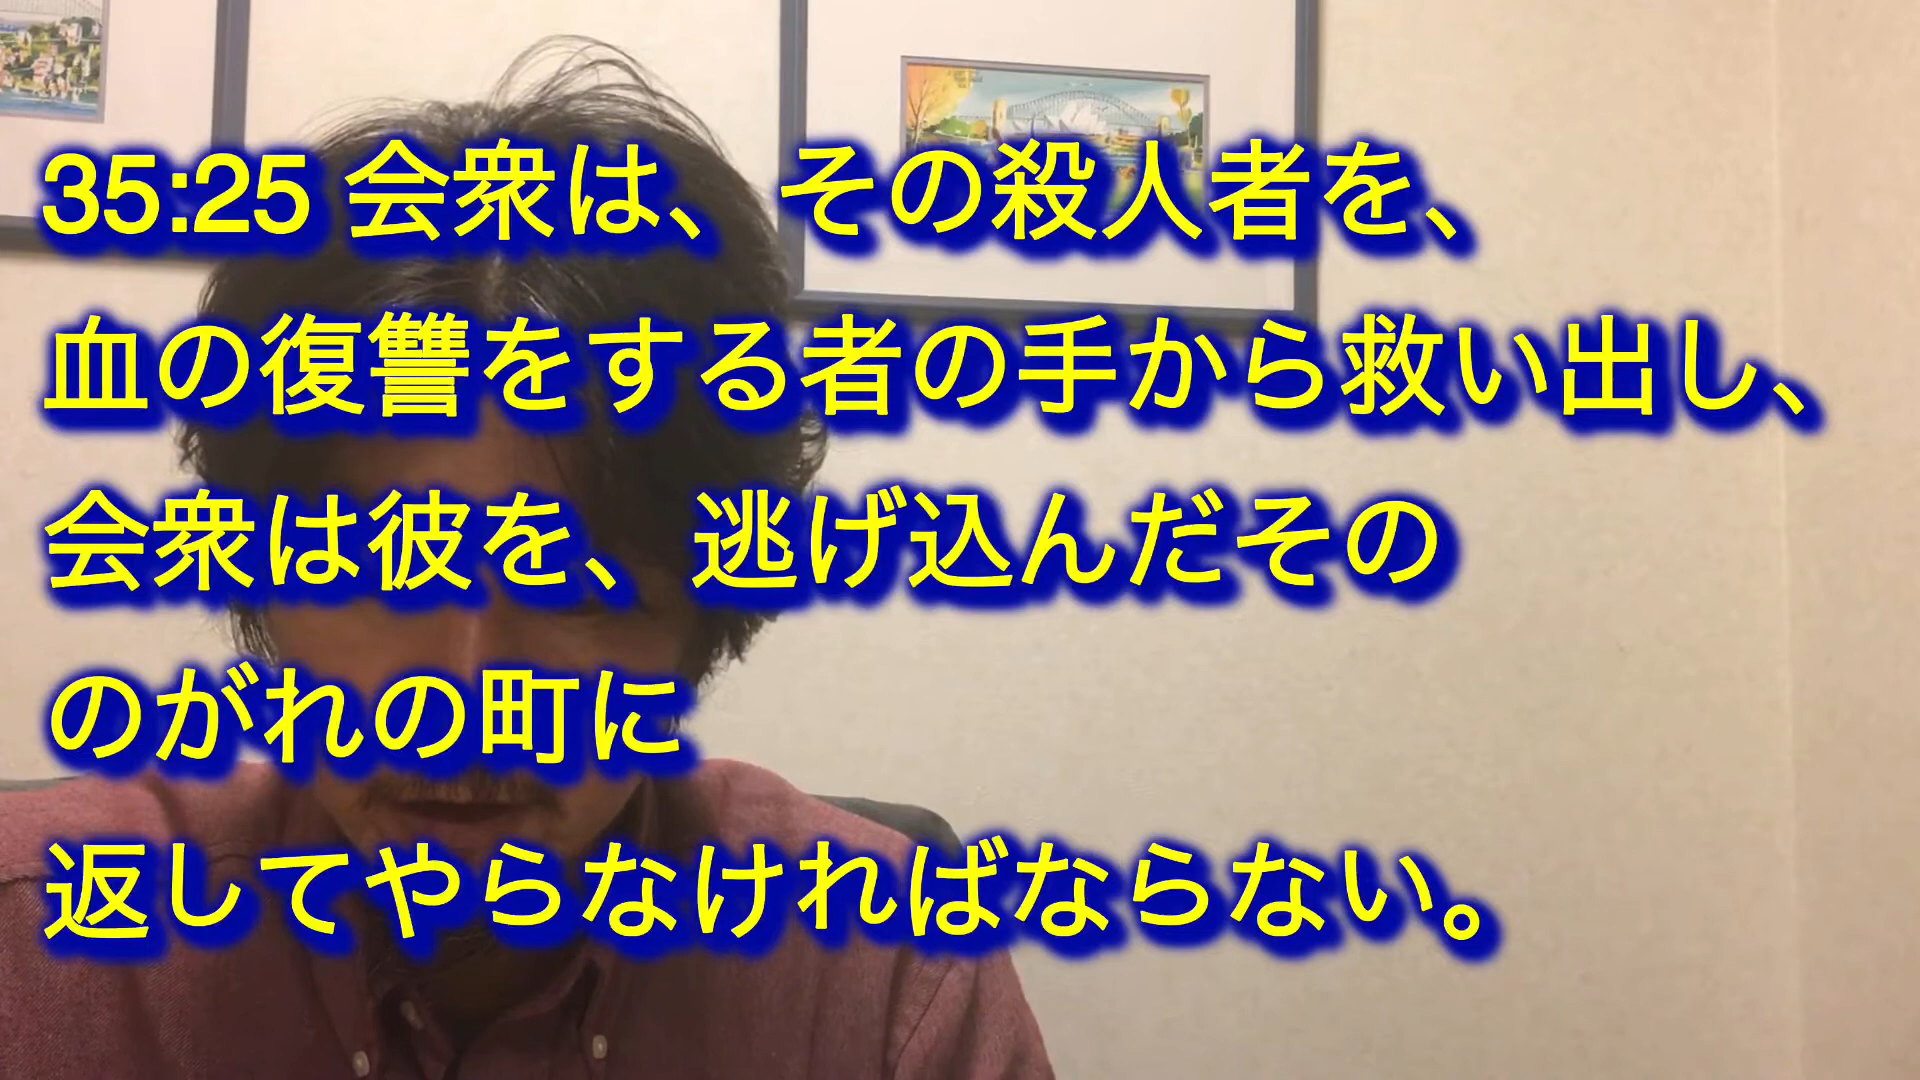 35:25 会衆は、その殺人者を、
血の復讐をする者の手から救い出し、
会衆は彼を、逃げ込んだその
のがれの町に
返してやらなければならない。